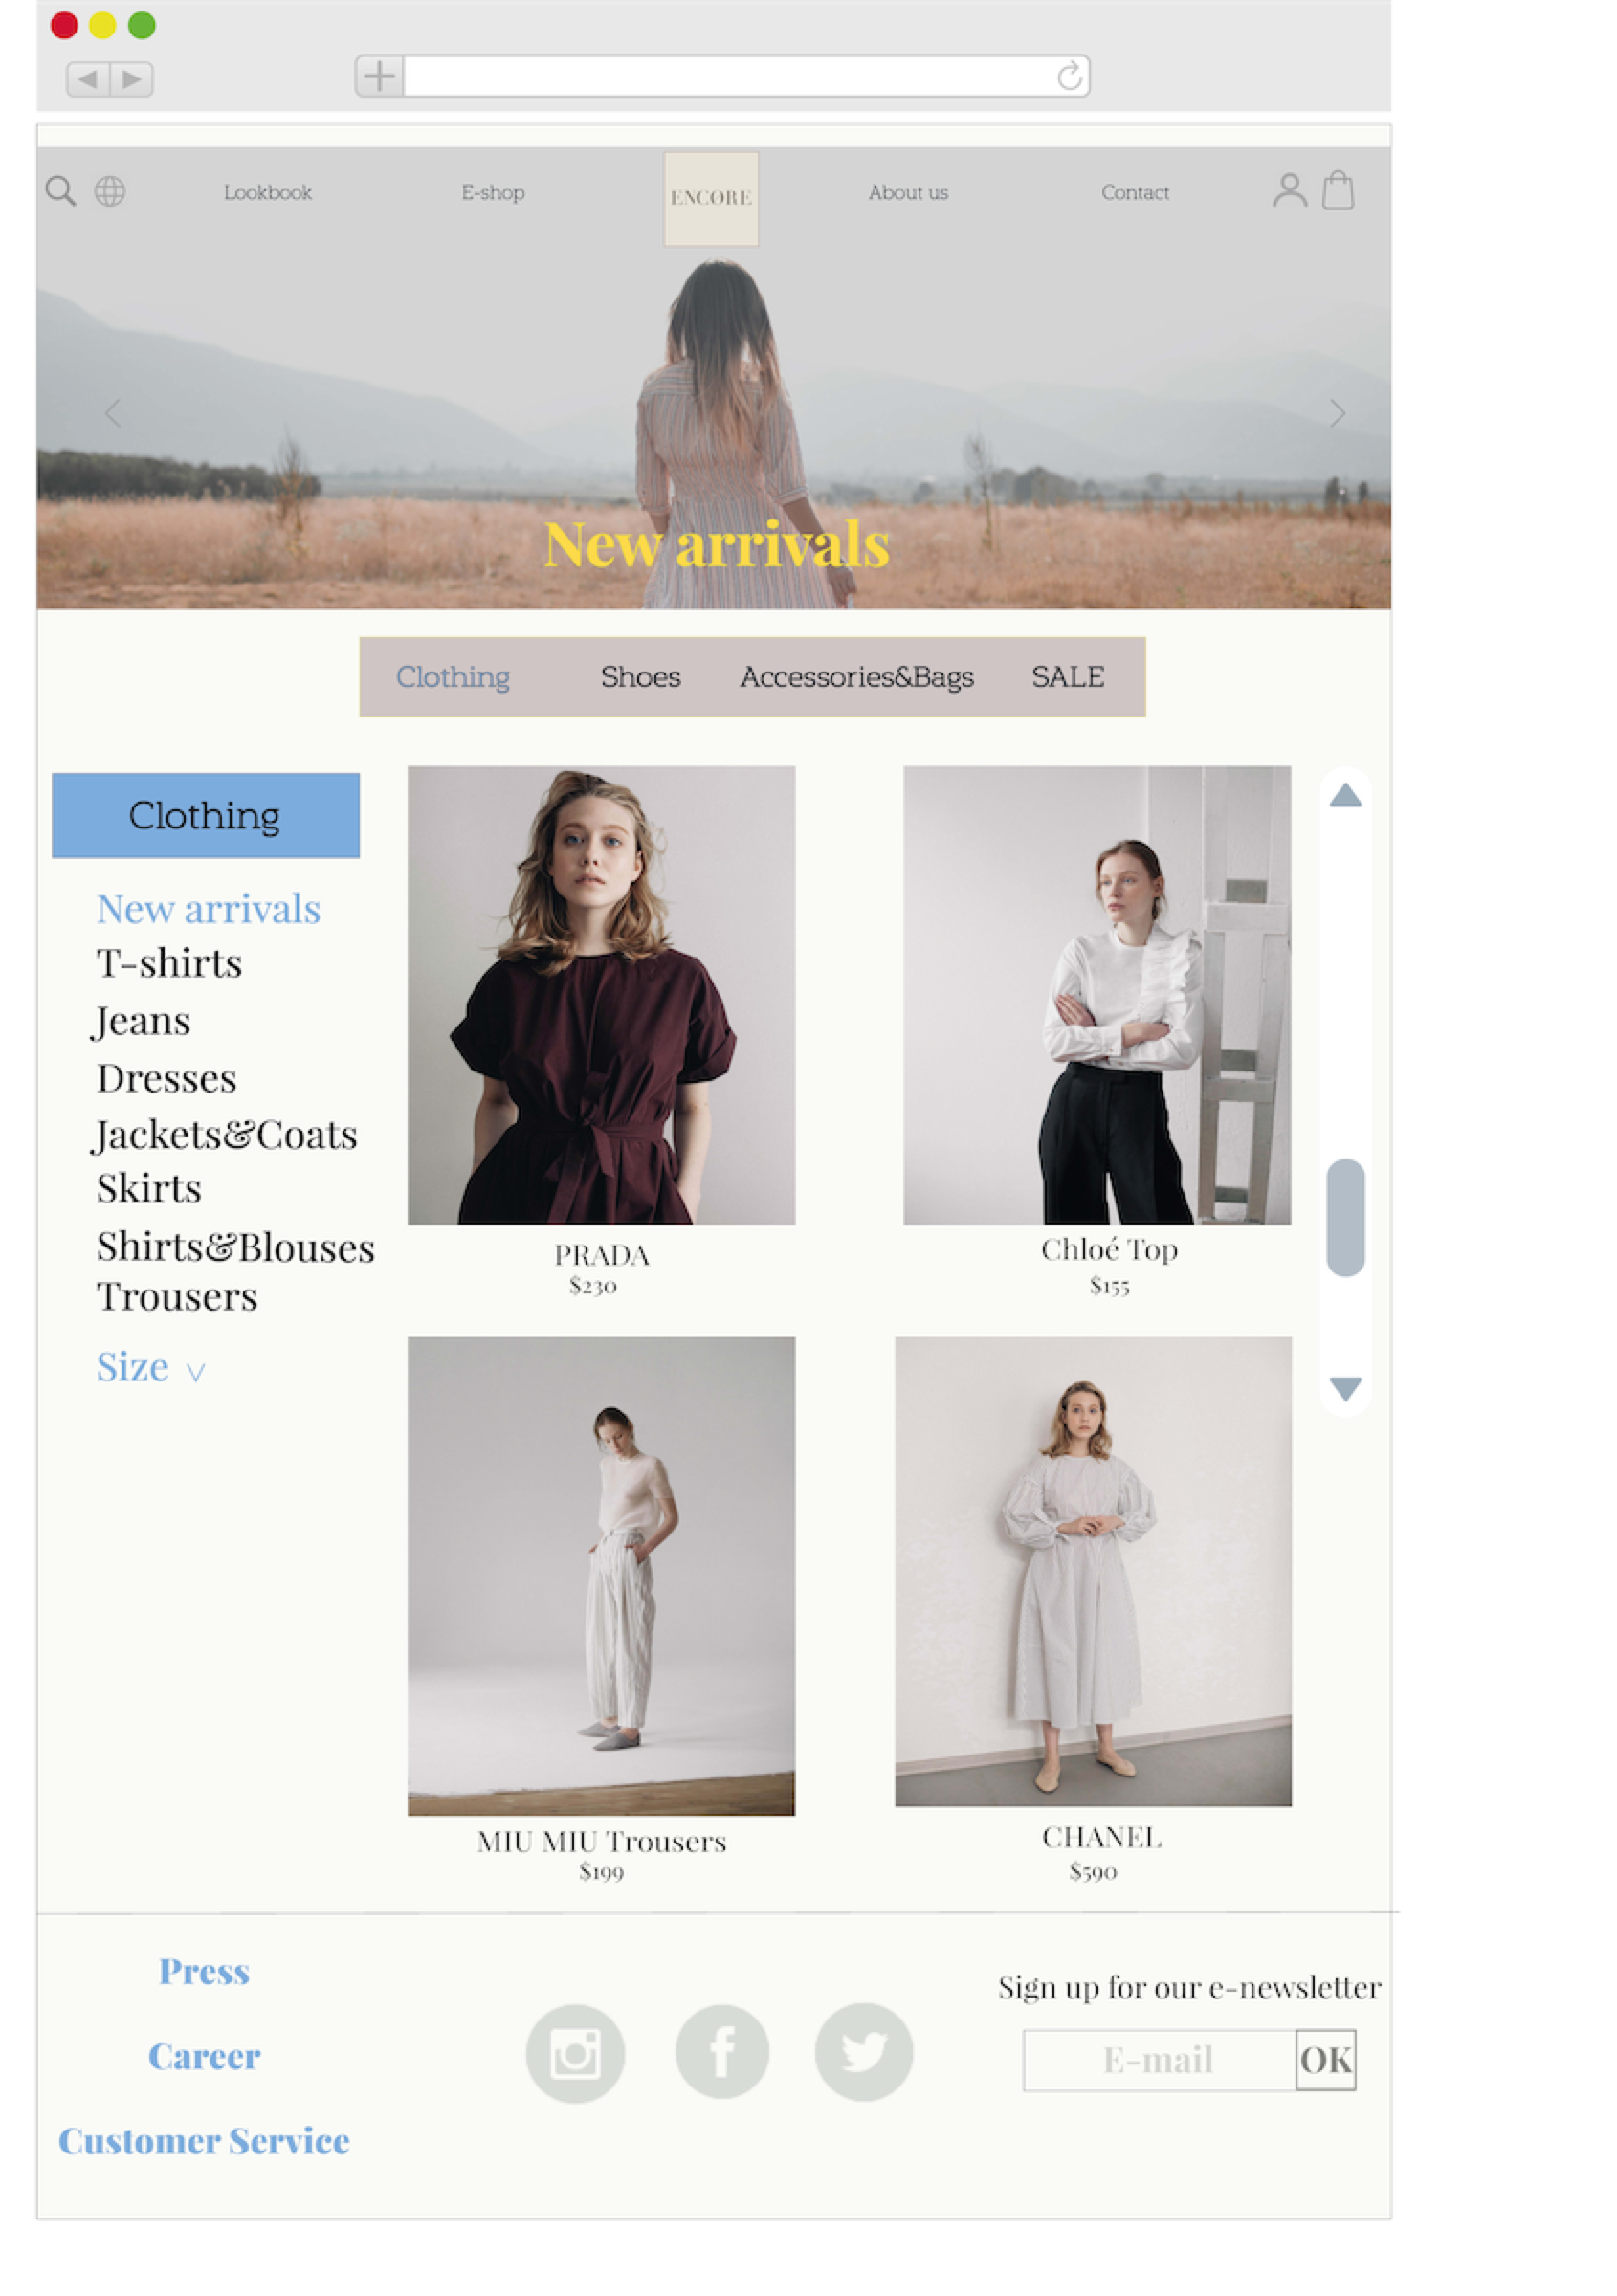 Lookbook
E-shop
ENCORE
About us
Contact
New arrivals
Clothing
Shoes
Accessories&Bags
SALE
Clothing
New arrivals
T-shirts
Jeans
Dresses
Jackets&Coats
Skirts
Shirts&Blouses
Trousers
Size
PRADA
$230
Chloé Top
$155
MIU MIU Trousers
$199
CHANEL
$590
Press
Career
Customer Service
Sign up for our e-newsletter
E-mail
OK